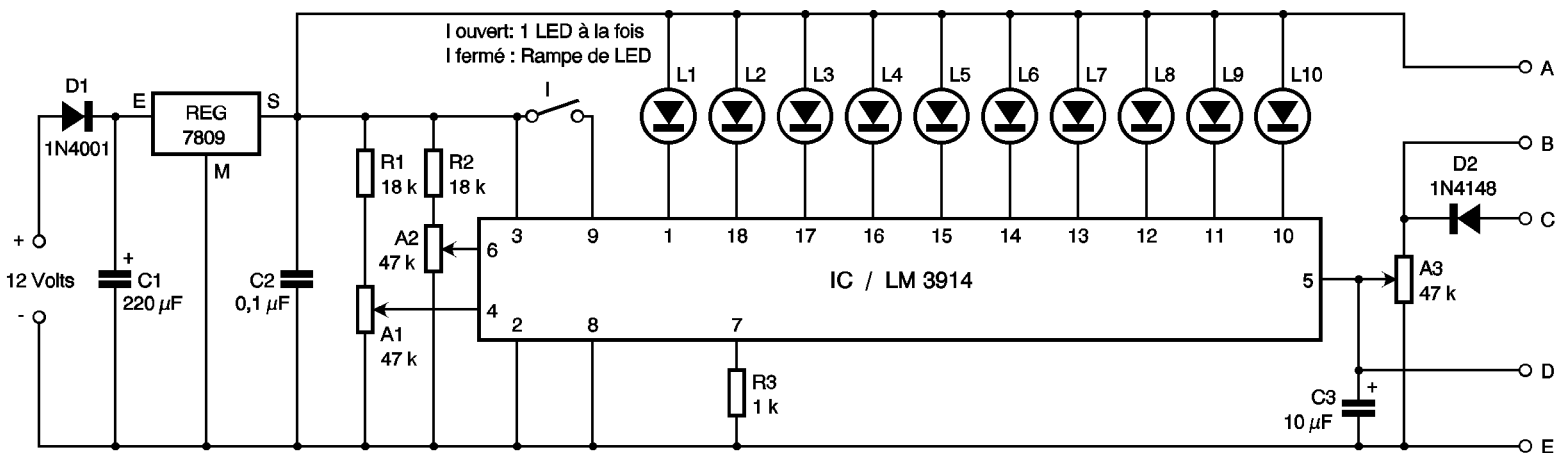 I ouvert: 1 LED à la fois
I fermé : Rampe de LED
I
L1 L2 L3 L4 L5 L6 L7 L8 L9 L10
A
D1
1N4001
E
REG
7809
S
M
R1
18 k
R2
18 k
B
D2
1N4148
C
3 9 1 18 17 16 15 14 13 12 11 10
+
12 Volts
-
+
C1
220 µF
C2
0,1 µF
A2
47 k
6
IC / LM 3914
5
A3
47 k
4
A1
47 k
2 8 7
R3
1 k
D
+
C3
10 µF
E